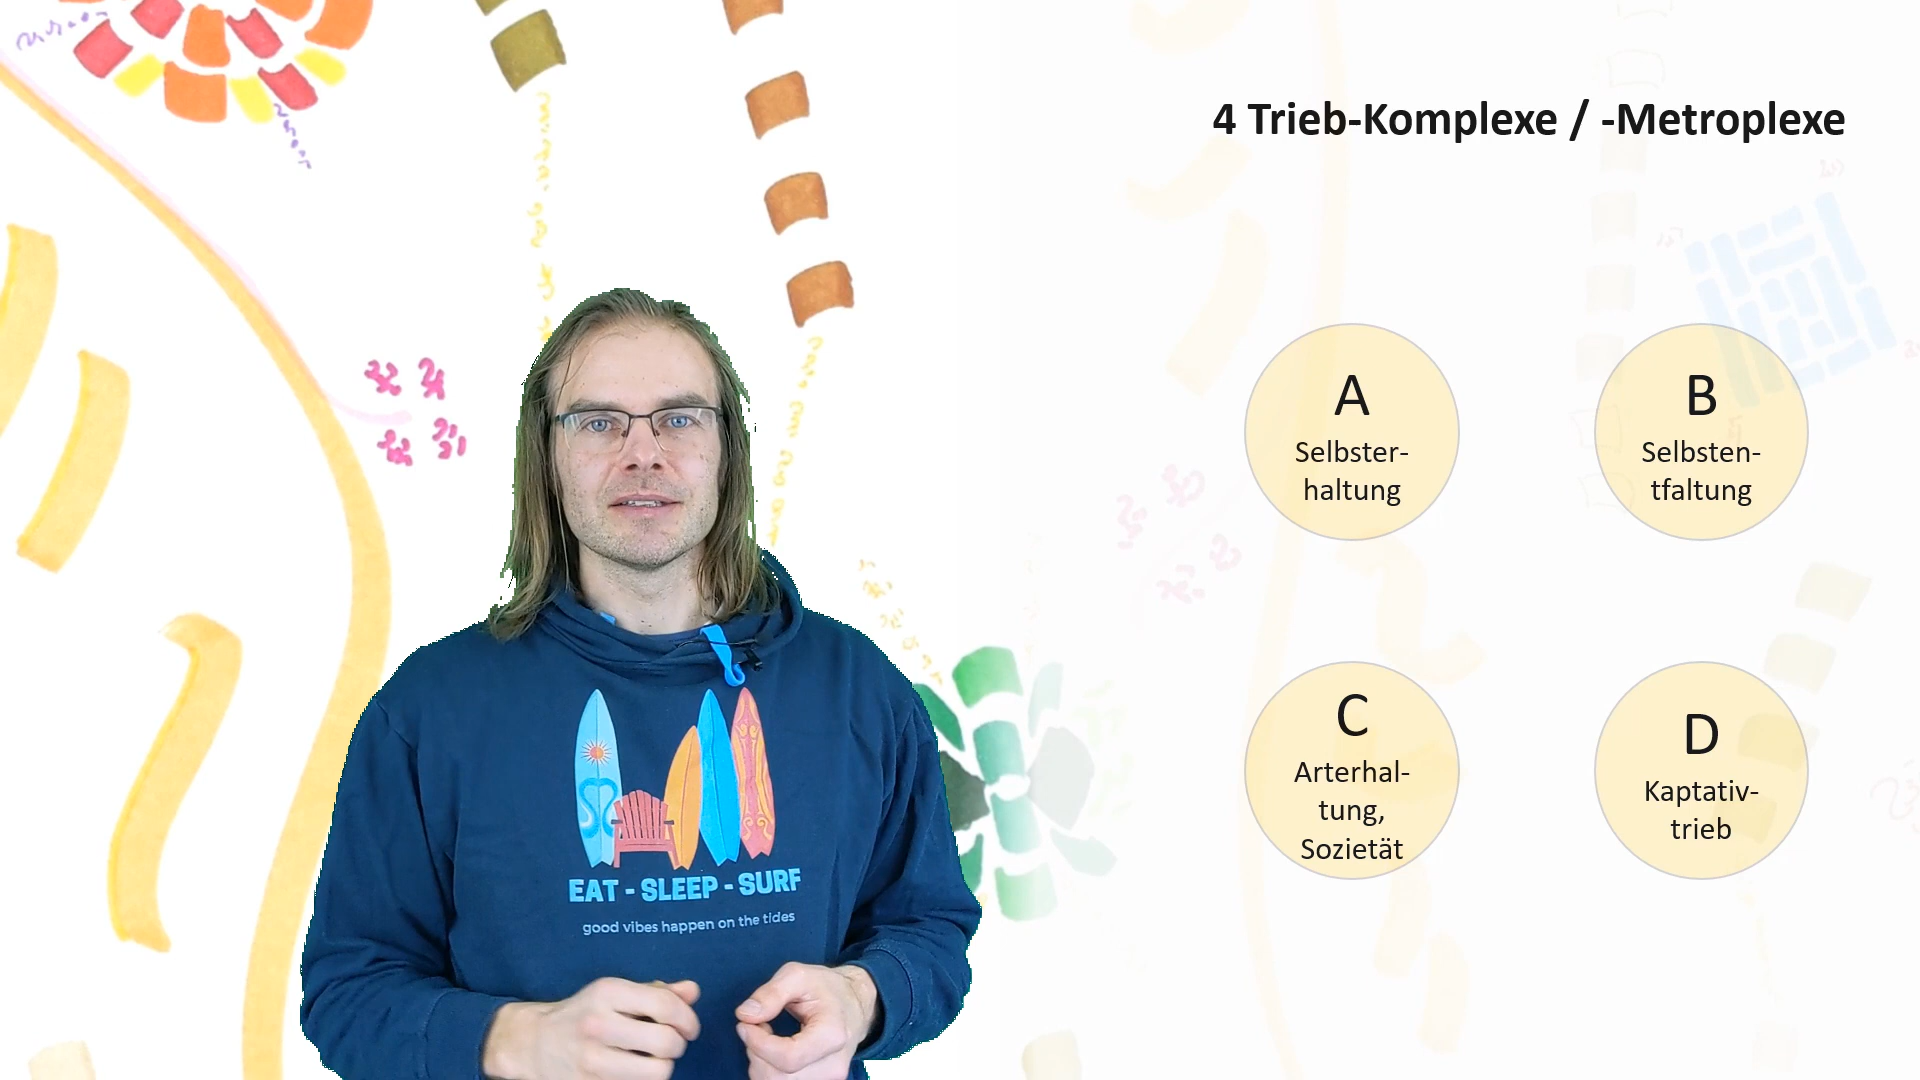 4 Trieb-Komplexe / -Metroplexe
A
Selbster-
haltung
B
Selbsten-
tfaltung
C
Arterhal-
tung,
Sozietät
D
Kaptativ-
trieb
EAT - SLEEP - SURF
good vibes happen on the tides